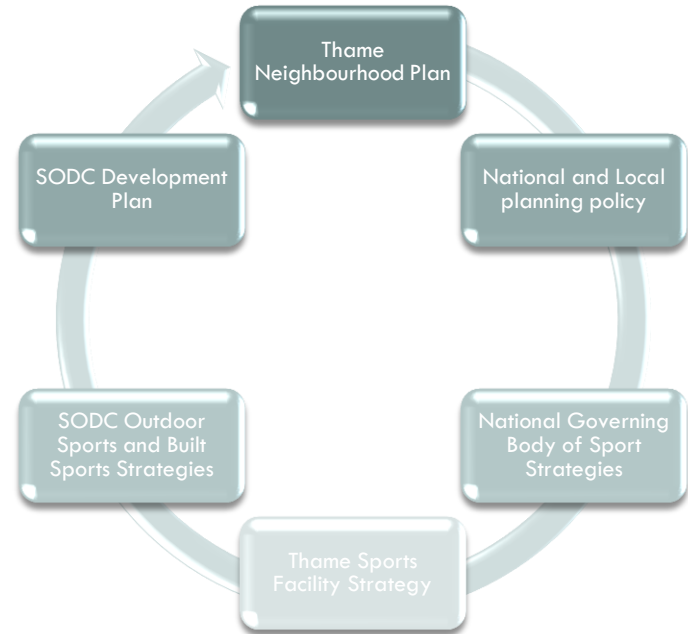 Thame
Neighbourhood Plan
National and Local
planning policy
National Governing
Body of Sport
Strategies
Thame Sports
Facility Strategy
SODC Outdoor
Sports and Built
Sports Strategies
SODC Development
Plan